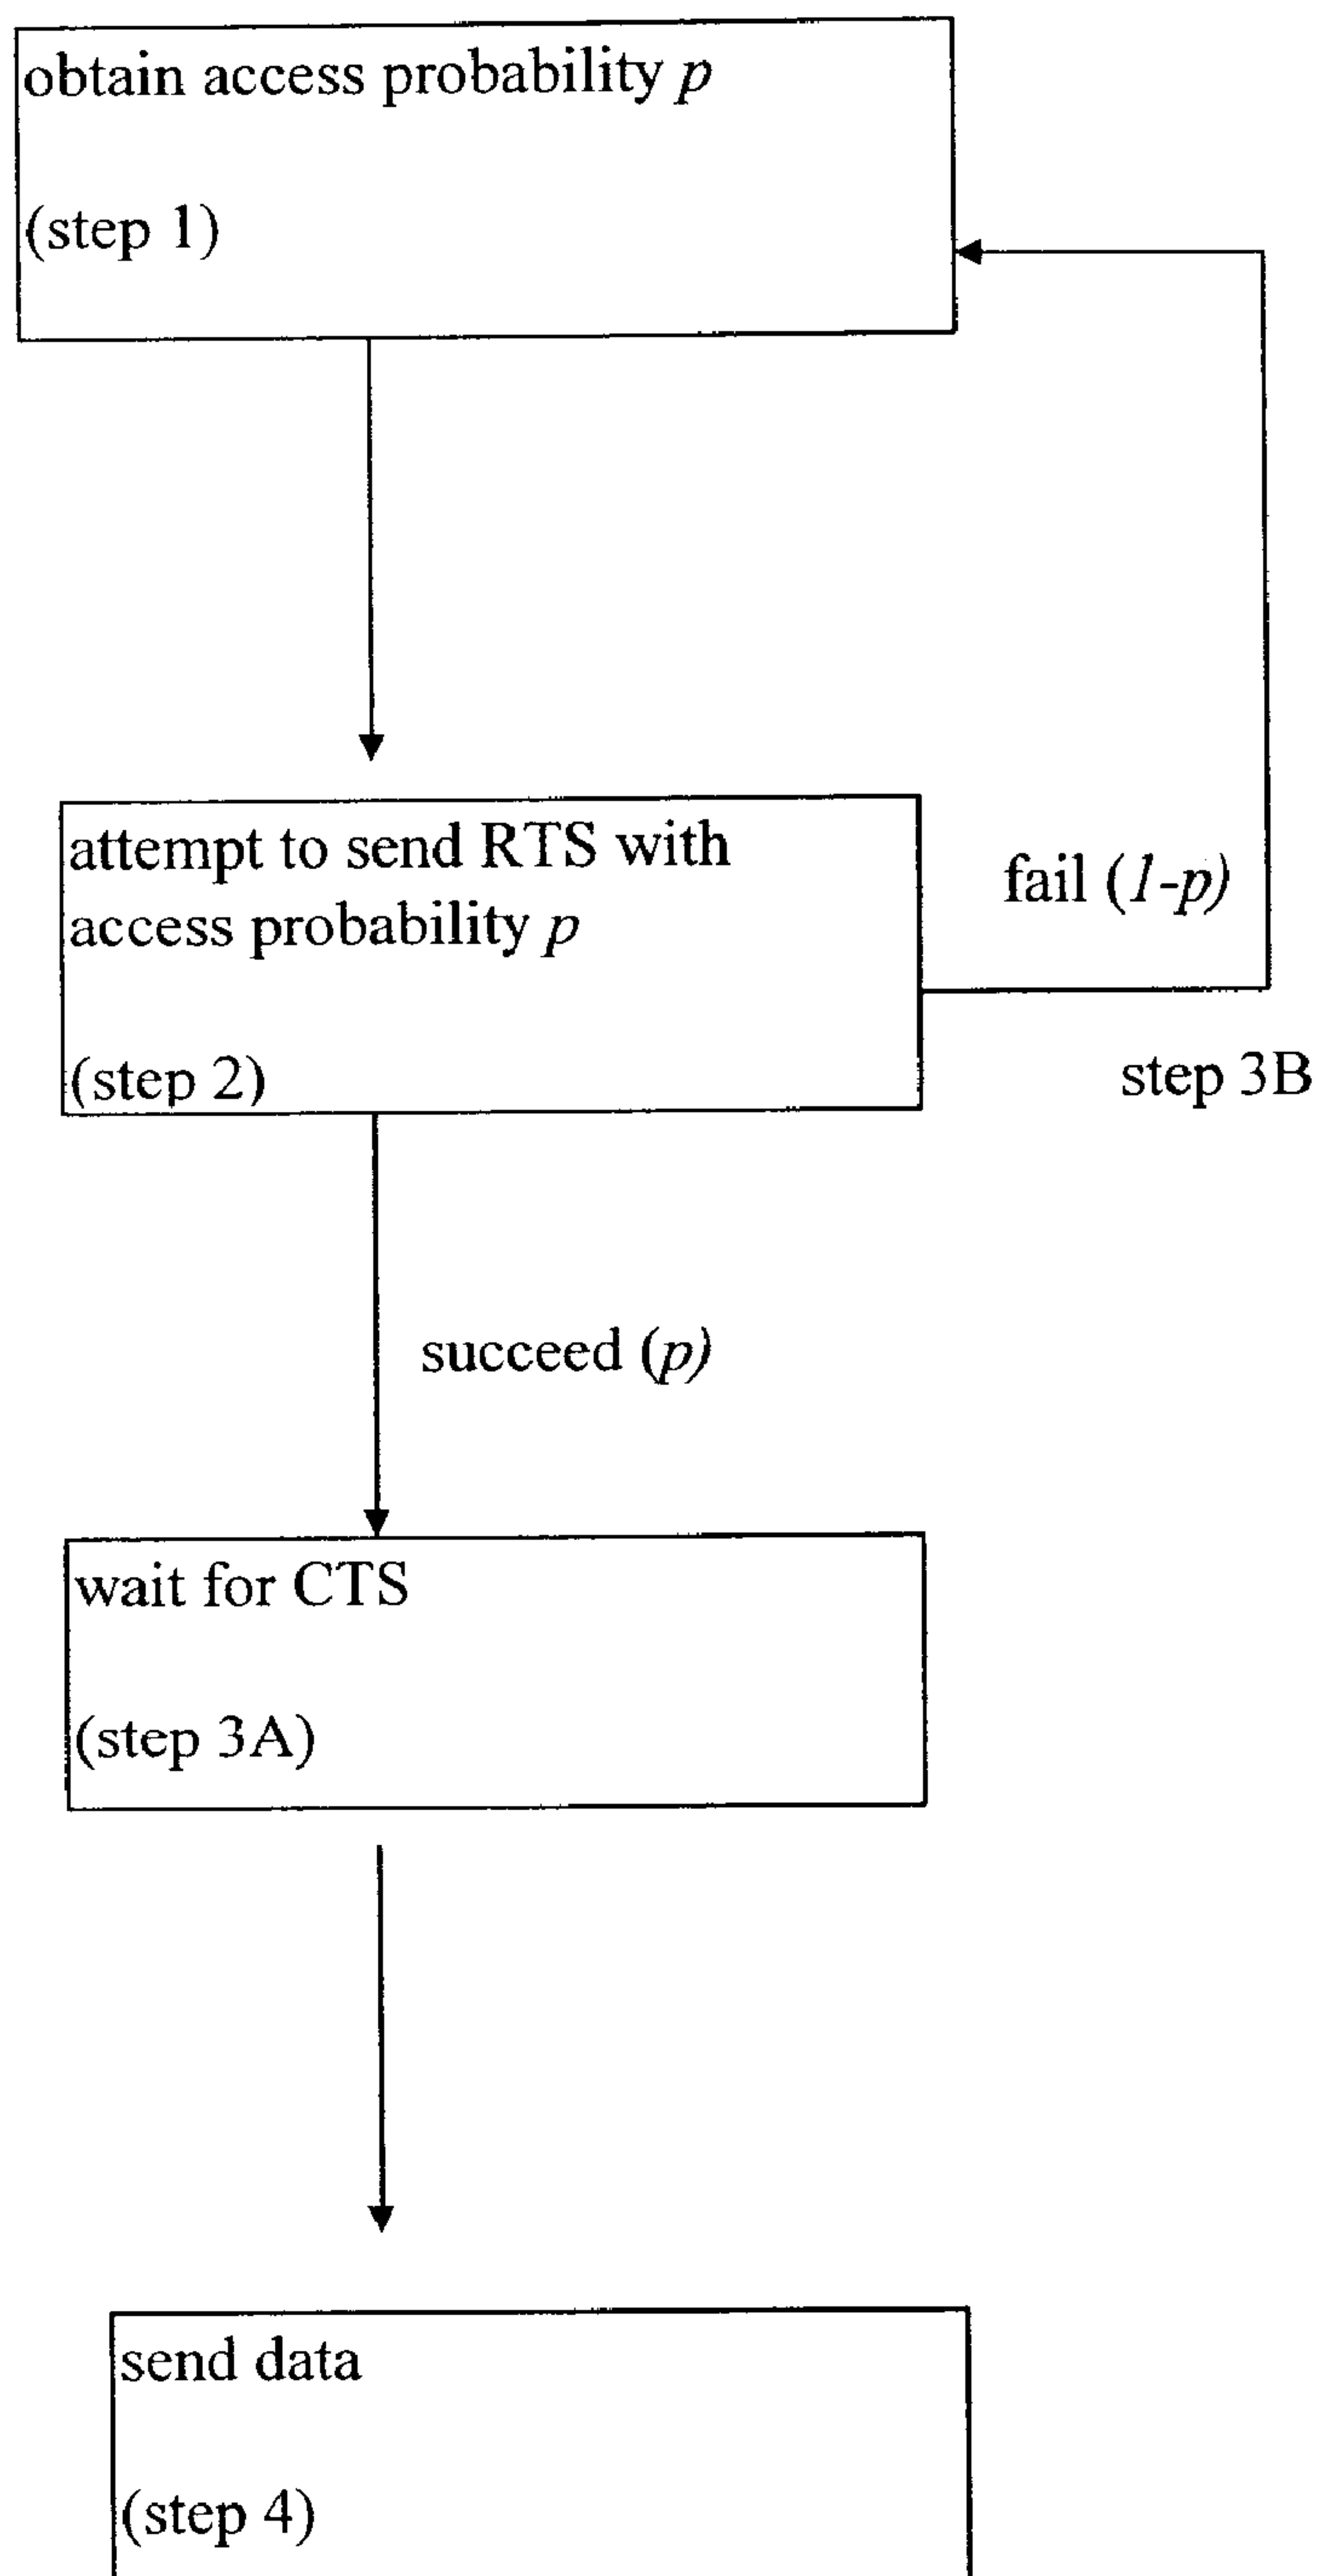 obtain access probability p
(step 1)
attempt to send RTS with
access probability p
(step 2)
fail (1-p)
step 3B
succeed (p)
wait for CTS
(step 3A)
send data
(step 4)